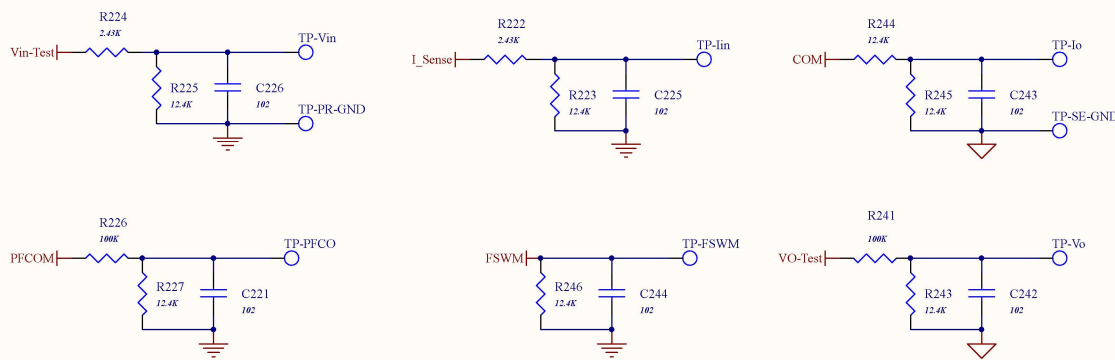 R224
2.43K
Vin-Test
TP-Vin
R225
12.4K
C226
102
TP-PR-GND
R222
2.43K
I_Sense
TP-Iin
R223
12.4K
C225
102
R244
12.4K
COM
TP-Io
R245
12.4K
C243
102
TP-SE-GND
R226
100K
PFCOM
TP-PFCO
R227
12.4K
C221
102
FSWM
TP-FSWM
R246
12.4K
C244
102
R241
100K
VO-Test
TP-Vo
R243
12.4K
C242
102